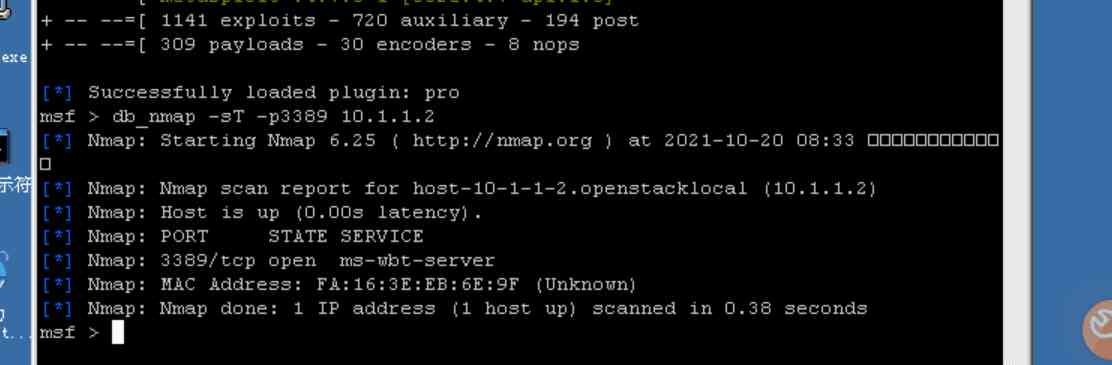 + -- --=[ 1141 exploits - 720 auxiliary - 194 post
+ -- --=[ 309 payloads - 30 encoders - 8 nops
exe
[*] Successfully loaded plugin: pro
msf > db_nmap -sT -p3389 10.1.1.2
[*] Nmap: Starting Nmap 6.25 ( http://nmap.org ) at 2021-10-20 08:33 □□□□□□□□□□□
□
示符
[*] Nmap: Nmap scan report for host-10-1-1-2.openstacklocal (10.1.1.2)
[*] Nmap: Host is up (0.00s latency).
[*] Nmap: PORT     STATE SERVICE
[*] Nmap: 3389/tcp open  ms-wbt-server
[*] Nmap: MAC Address: FA:16:3E:EB:6E:9F (Unknown)
[*] Nmap: Nmap done: 1 IP address (1 host up) scanned in 0.38 seconds
t...
msf >